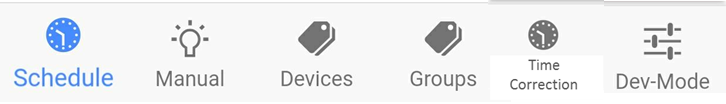 Schedule
Manual
Devices
Groups
Time
Correction
Dev-Mode